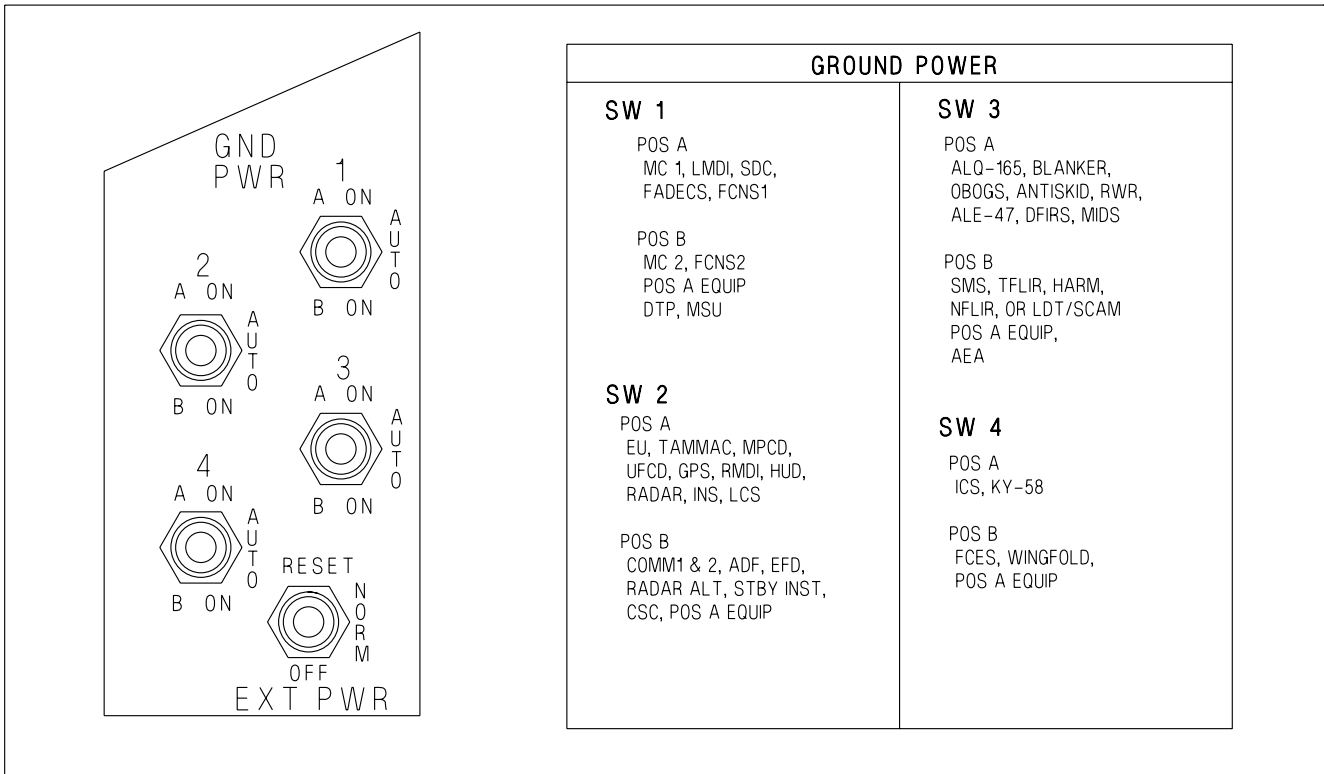 GND
PWR
1
A ON
AUTO
B ON
2
A ON
AUTO
B ON
3
A ON
AUTO
B ON
4
A ON
AUTO
B ON
RESET
NORM
OFF
EXT PWR
GROUND POWER
SW 1
POS A
MC 1, LMDI, SDC,
FADECS, FCNS1
POS B
MC 2, FCNS2
POS A EQUIP
DTP, MSU
SW 2
POS A
EU, TAMMAC, MPCD,
UFCD, GPS, RMDI, HUD,
RADAR, INS, LCS
POS B
COMM1 & 2, ADF, EFD,
RADAR ALT, STBY INST,
CSC, POS A EQUIP
SW 3
POS A
ALQ-165, BLANKER,
OBOGS, ANTISKID, RWR,
ALE-47, DFIRS, MIDS
POS B
SMS, TFLIR, HARM,
NFLIR, OR LDT/SCAM
POS A EQUIP,
AEA
SW 4
POS A
ICS, KY-58
POS B
FCES, WINGFOLD,
POS A EQUIP